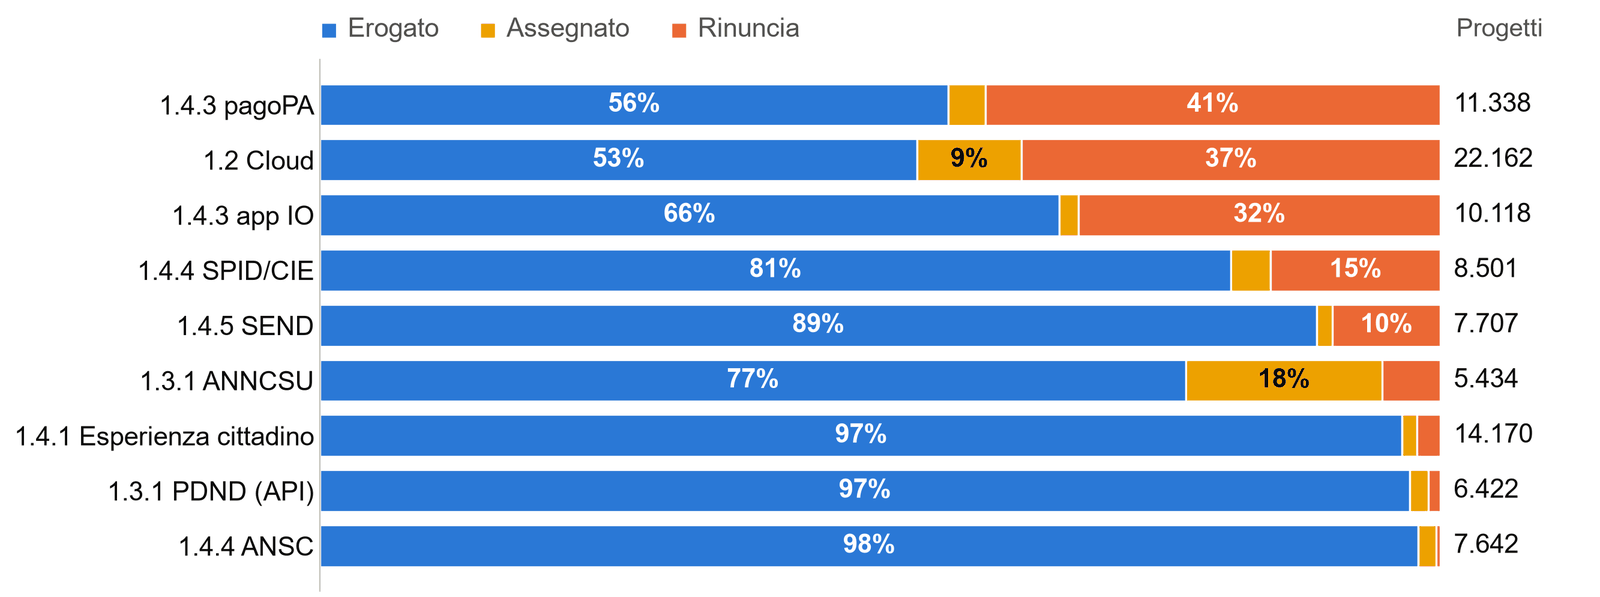 Erogato Assegnato Rinuncia Progetti
1.4.3 pagoPA 56% 41% 11.338
1.2 Cloud 53% 9% 37% 22.162
1.4.3 app IO 66% 32% 10.118
1.4.4 SPID/CIE 81% 15% 8.501
1.4.5 SEND 89% 10% 7.707
1.3.1 ANNCSU 77% 18% 5.434
1.4.1 Esperienza cittadino 97% 14.170
1.3.1 PDND (API) 97% 6.422
1.4.4 ANSC 98% 7.642